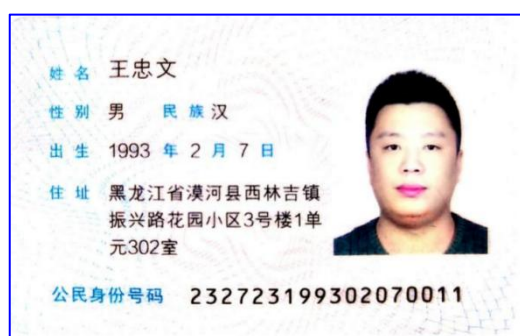 姓名 王忠文
性别 男 民族 汉
出生 1993 年 2 月 7 日
住址 黑龙江省漠河县西林吉镇
振兴路花园小区3号楼1单
元302室
公民身份号码 232723199302070011